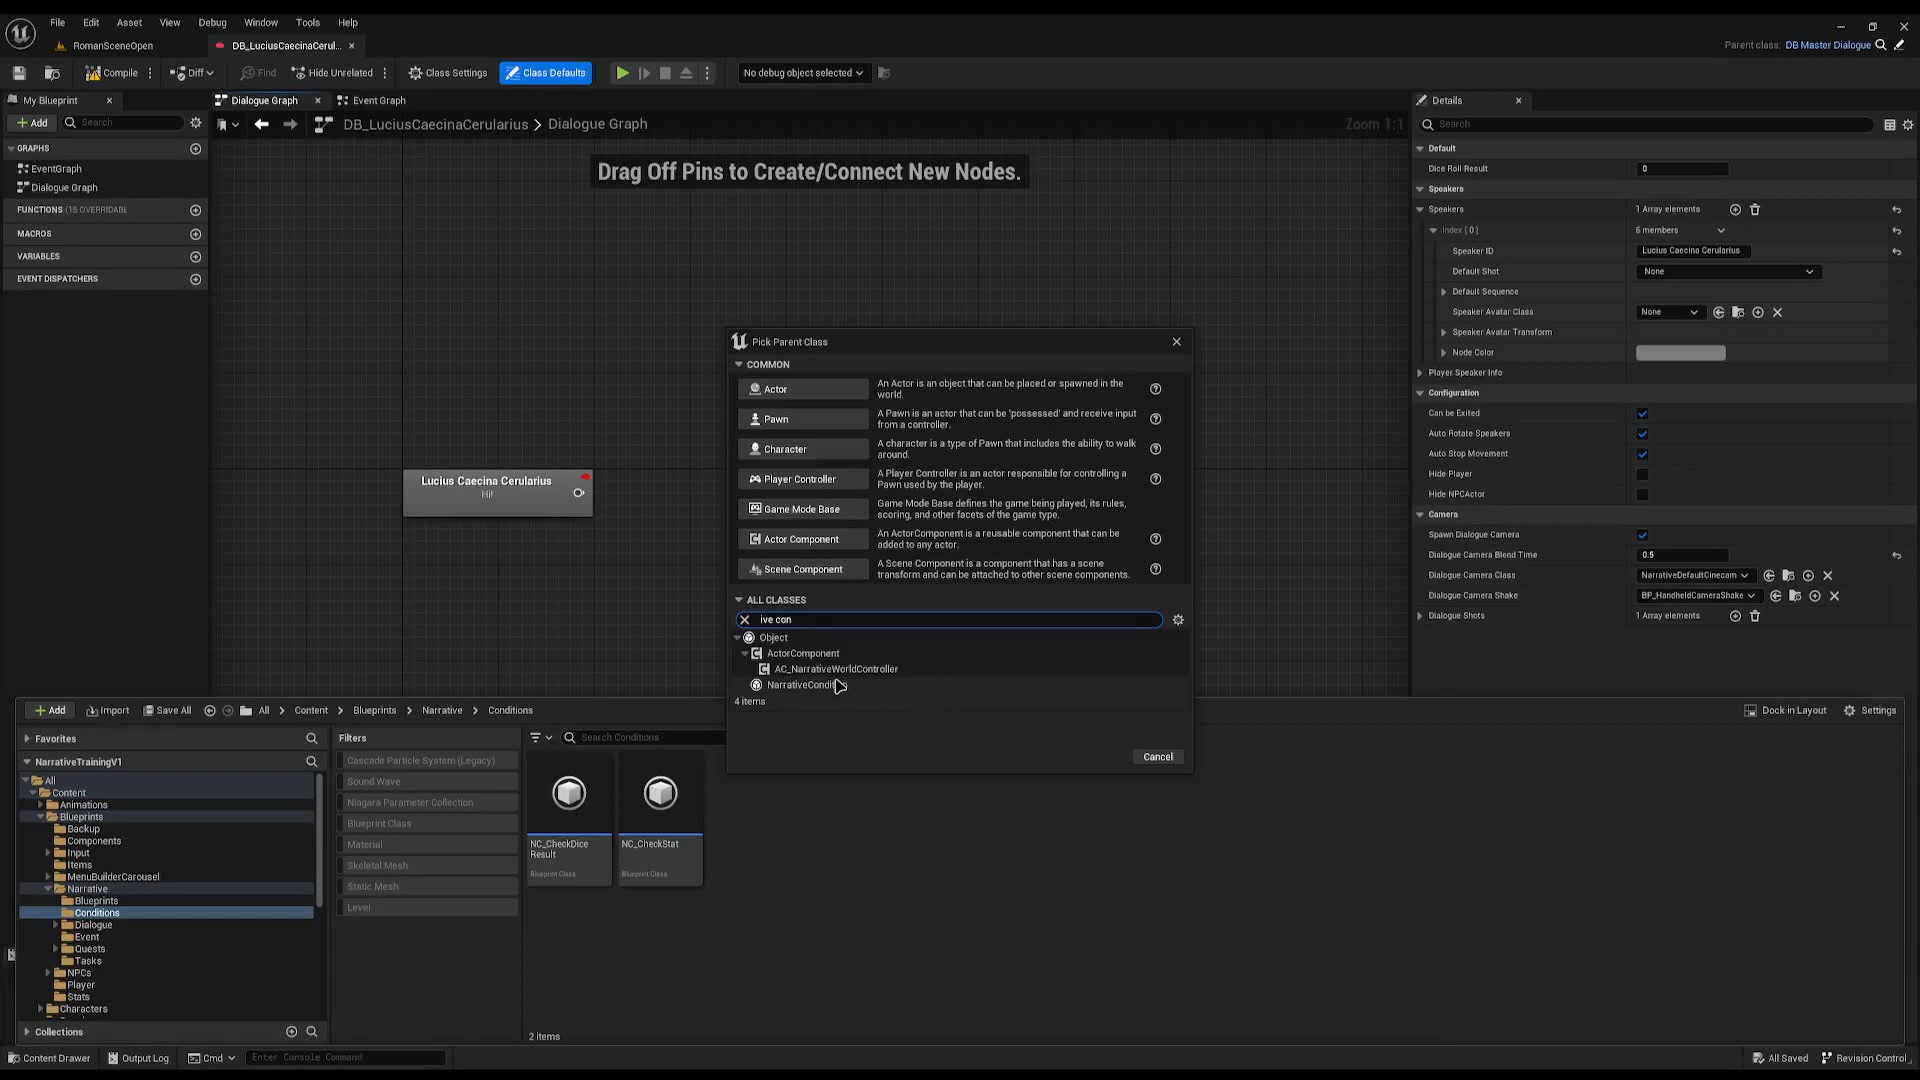 File Edit Asset View Debug Window Tools Help
RomanSceneOpen
DB_LuciusCaecinaCerul...
Parent class: DB Master Dialogue
Compile
Diff
Find
Hide Unrelated
Class Settings
Class Defaults
No debug object selected
My Blueprint
Dialogue Graph
Event Graph
Details
Add
Search
DB_LuciusCaecinaCerularius
Dialogue Graph
Zoom 1:1
Search
GRAPHS
EventGraph
Dialogue Graph
FUNCTIONS (16 OVERRIDABL
MACROS
VARIABLES
EVENT DISPATCHERS
Drag Off Pins to Create/Connect New Nodes.
Lucius Caecina Cerularius
Hi!
Default
Dice Roll Result
0
Speakers
Speakers
1 Array elements
Index [ 0 ]
6 members
Speaker ID
Lucius Caecina Cerularius
Default Shot
None
Default Sequence
Speaker Avatar Class
None
Speaker Avatar Transform
Node Color
Player Speaker Info
Configuration
Can be Exited
Auto Rotate Speakers
Auto Stop Movement
Hide Player
Hide NPCActor
Camera
Spawn Dialogue Camera
Dialogue Camera Blend Time
0.5
Dialogue Camera Class
NarrativeDefaultCinecam
Dialogue Camera Shake
BP_HandheldCameraShake
Dialogue Shots
1 Array elements
Pick Parent Class
COMMON
Actor
An Actor is an object that can be placed or spawned in the
world.
Pawn
A Pawn is an actor that can be 'possessed' and receive input
from a controller.
Character
A character is a type of Pawn that includes the ability to walk
around.
Player Controller
A Player Controller is an actor responsible for controlling a
Pawn used by the player.
Game Mode Base
Game Mode Base defines the game being played, its rules,
scoring, and other facets of the game type.
Actor Component
An ActorComponent is a reusable component that can be
added to any actor.
Scene Component
A Scene Component is a component that has a scene
transform and can be attached to other scene components.
ALL CLASSES
ive con
Object
ActorComponent
AC_NarrativeWorldController
4 items
Cancel
Add
Import
Save All
All
Content
Blueprints
Narrative
Conditions
Dock in Layout
Settings
Favorites
NarrativeTrainingV1
All
Content
Animations
Blueprints
Backup
Components
Input
Items
MenuBuilderCarousel
Narrative
Blueprints
Conditions
Dialogue
Event
Quests
Tasks
NPCs
Player
Stats
Characters
Collections
Filters
Cascade Particle System (Legacy)
Sound Wave
Niagara Parameter Collection
Blueprint Class
Material
Skeletal Mesh
Static Mesh
Level
Search Conditions
NC_CheckDice
Result
Blueprint Class
NC_CheckStat
Blueprint Class
2 items
Content Drawer
Output Log
Cmd
Enter Console Command
All Saved
Revision Control